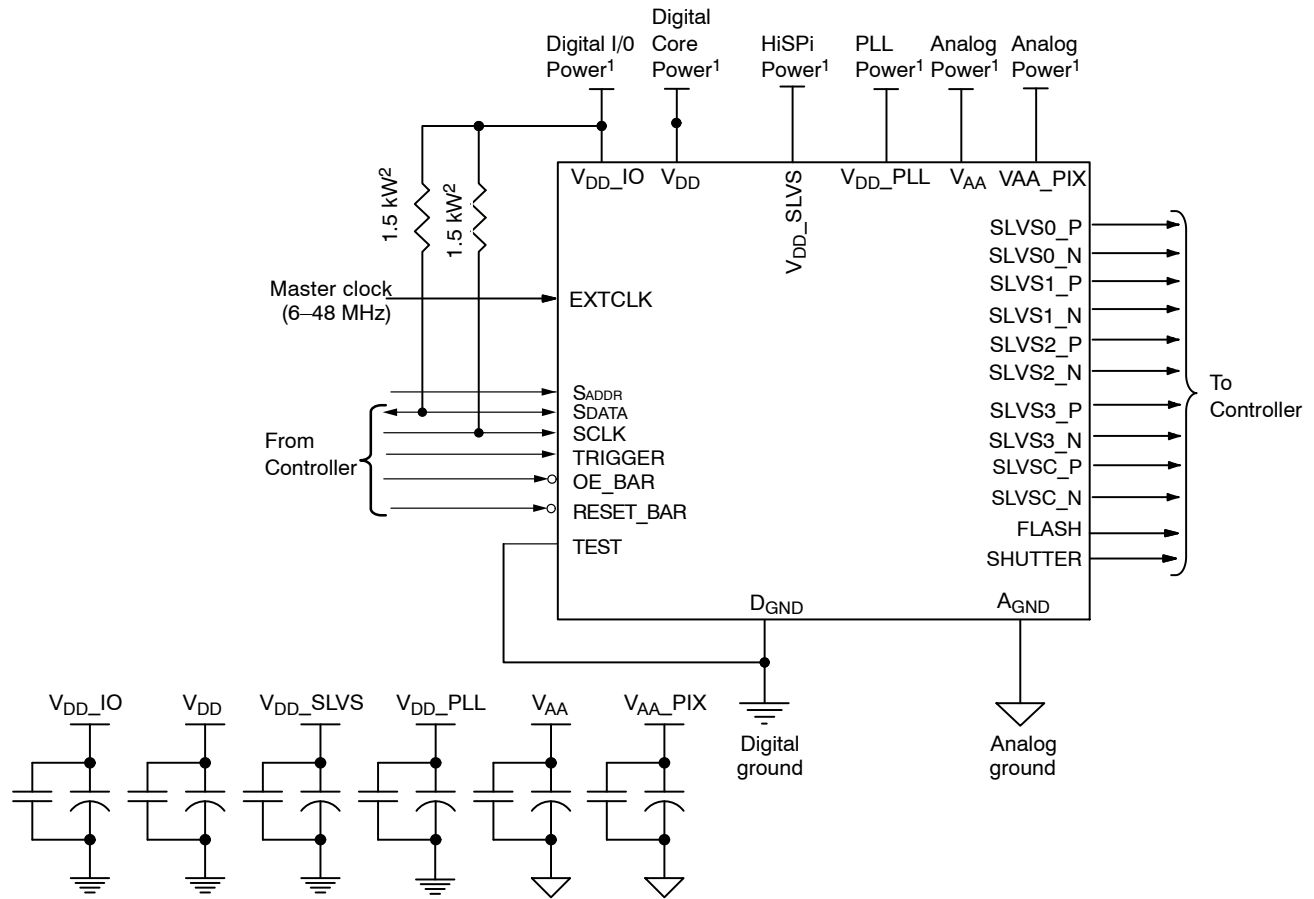 Digital I/0
Power1
Digital
Core
Power1
HiSPi
Power1
PLL
Power1
Analog
Power1
Analog
Power1
1.5 kW2
1.5 kW2
VDD_IO
VDD
VDD_SLVS
VDD_PLL
VAA
VAA_PIX
Master clock
(6–48 MHz)
EXTCLK
SADDR
SDATA
SCLK
TRIGGER
OE_BAR
RESET_BAR
TEST
From
Controller
SLVS0_P
SLVS0_N
SLVS1_P
SLVS1_N
SLVS2_P
SLVS2_N
SLVS3_P
SLVS3_N
SLVSC_P
SLVSC_N
FLASH
SHUTTER
To
Controller
DGND
AGND
Digital
ground
Analog
ground
VDD_IO
VDD
VDD_SLVS
VDD_PLL
VAA
VAA_PIX